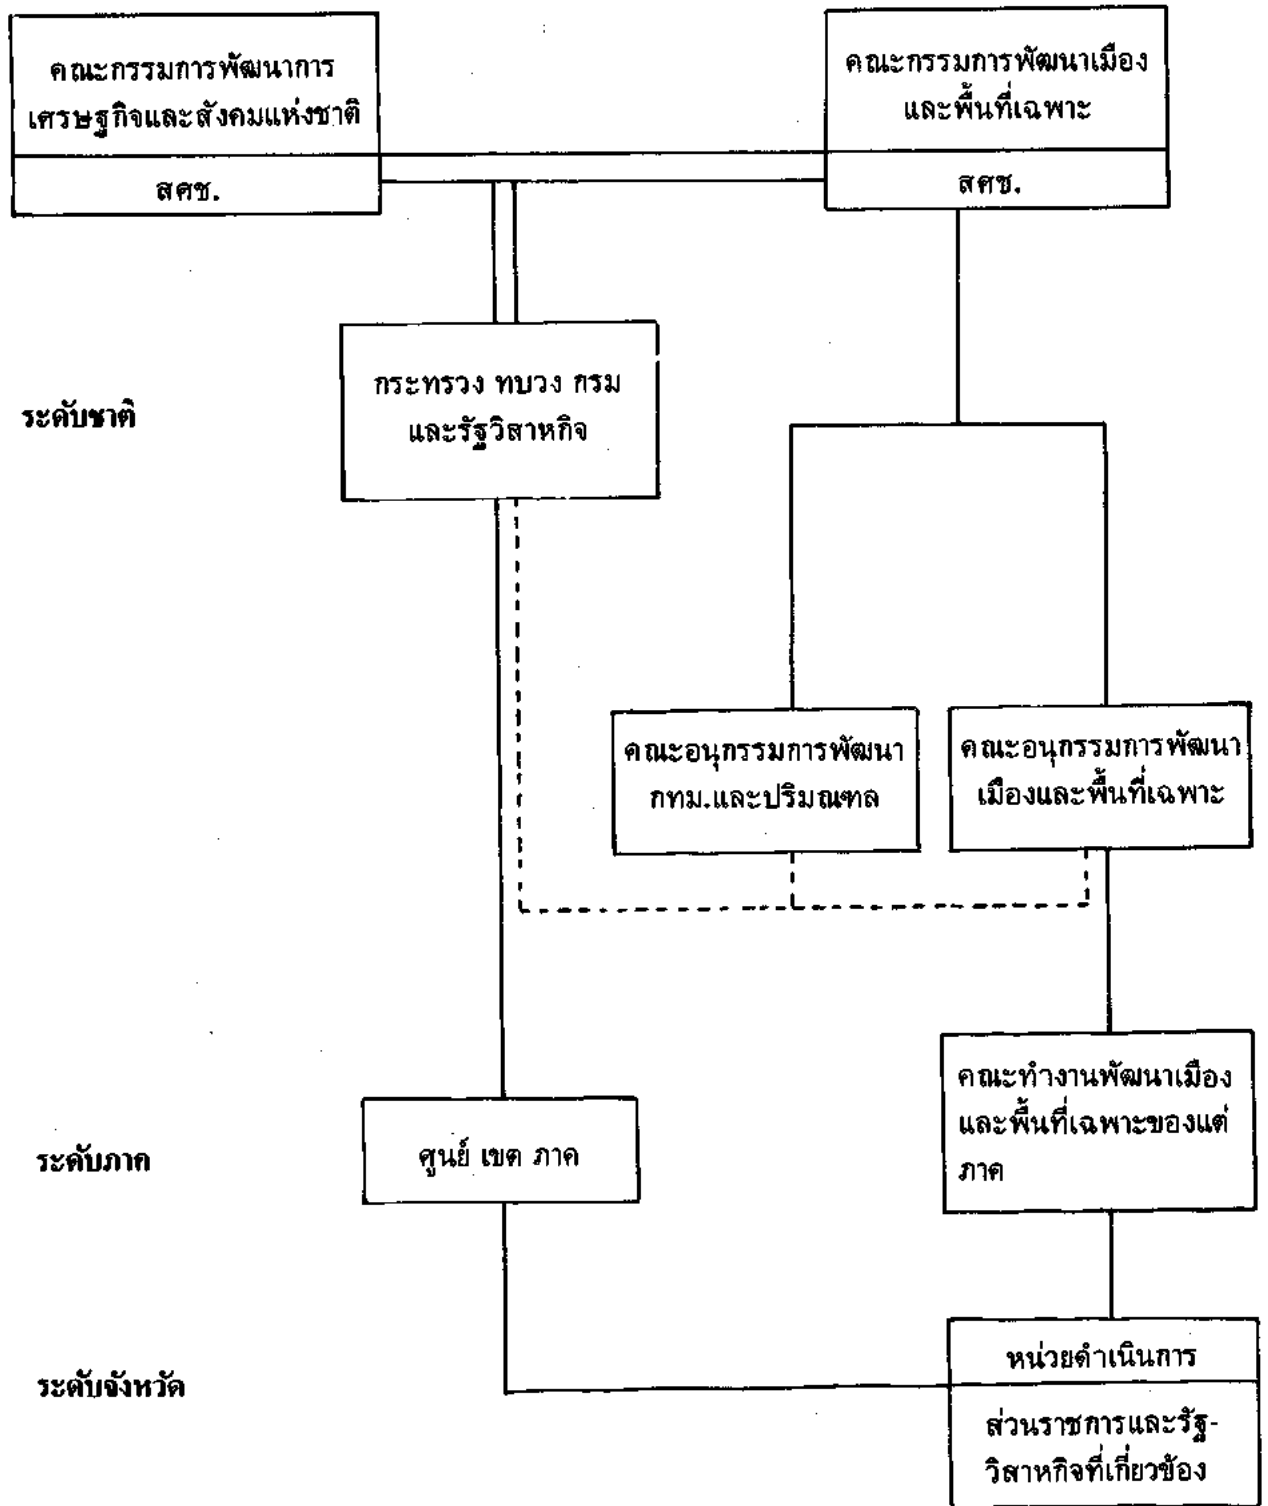 คณะกรรมการพัฒนาการ
เศรษฐกิจและสังคมแห่งชาติ
สศช.
คณะกรรมการพัฒนาเมือง
และพื้นที่เฉพาะ
สศช.
ระดับชาติ
กระทรวง ทบวง กรม
และรัฐวิสาหกิจ
คณะอนุกรรมการพัฒนา
กทม.และปริมณฑล
คณะอนุกรรมการพัฒนา
เมืองและพื้นที่เฉพาะ
ระดับภาค
ศูนย์ เขต ภาค
คณะทำงานพัฒนาเมือง
และพื้นที่เฉพาะของแต่
ภาค
ระดับจังหวัด
หน่วยดำเนินการ
ส่วนราชการและรัฐ-
วิสาหกิจที่เกี่ยวข้อง